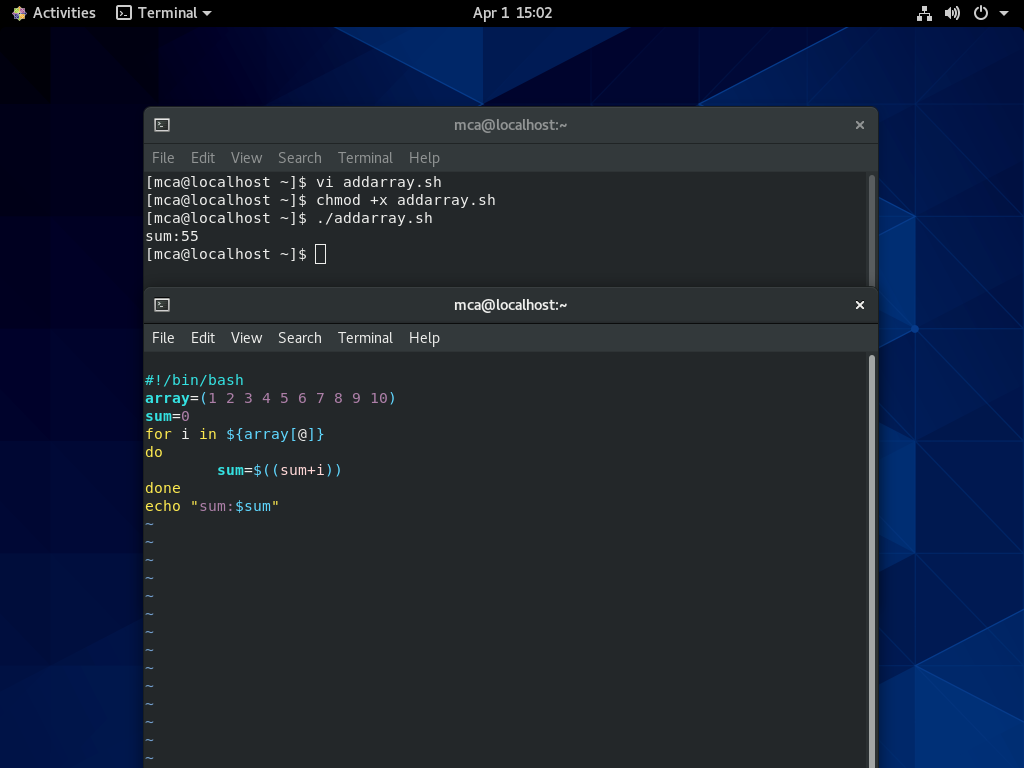 Activities Terminal Apr 1 15:02
mca@localhost:~
File Edit View Search Terminal Help
[mca@localhost ~]$ vi addarray.sh
[mca@localhost ~]$ chmod +x addarray.sh
[mca@localhost ~]$ ./addarray.sh
sum:55
[mca@localhost ~]$
mca@localhost:~
File Edit View Search Terminal Help
#!/bin/bash
array=(1 2 3 4 5 6 7 8 9 10)
sum=0
for i in ${array[@]}
do
        sum=$((sum+i))
done
echo "sum:$sum"
~
~
~
~
~
~
~
~
~
~
~
~
~
~